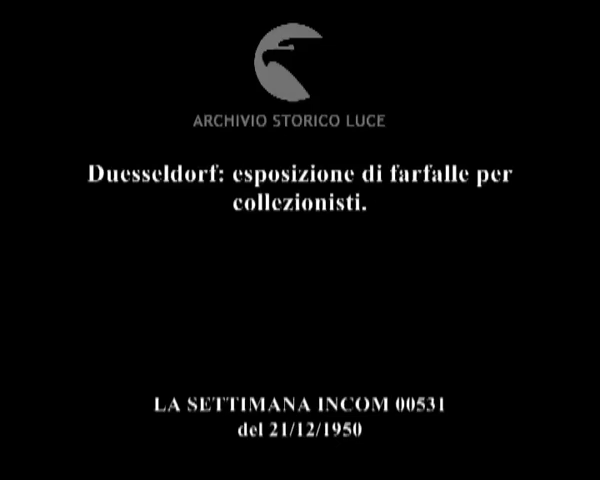 ARCHIVIO STORICO LUCE
Duesseldorf: esposizione di farfalle per
collezionisti.
LA SETTIMANA INCOM 00531
del 21/12/1950